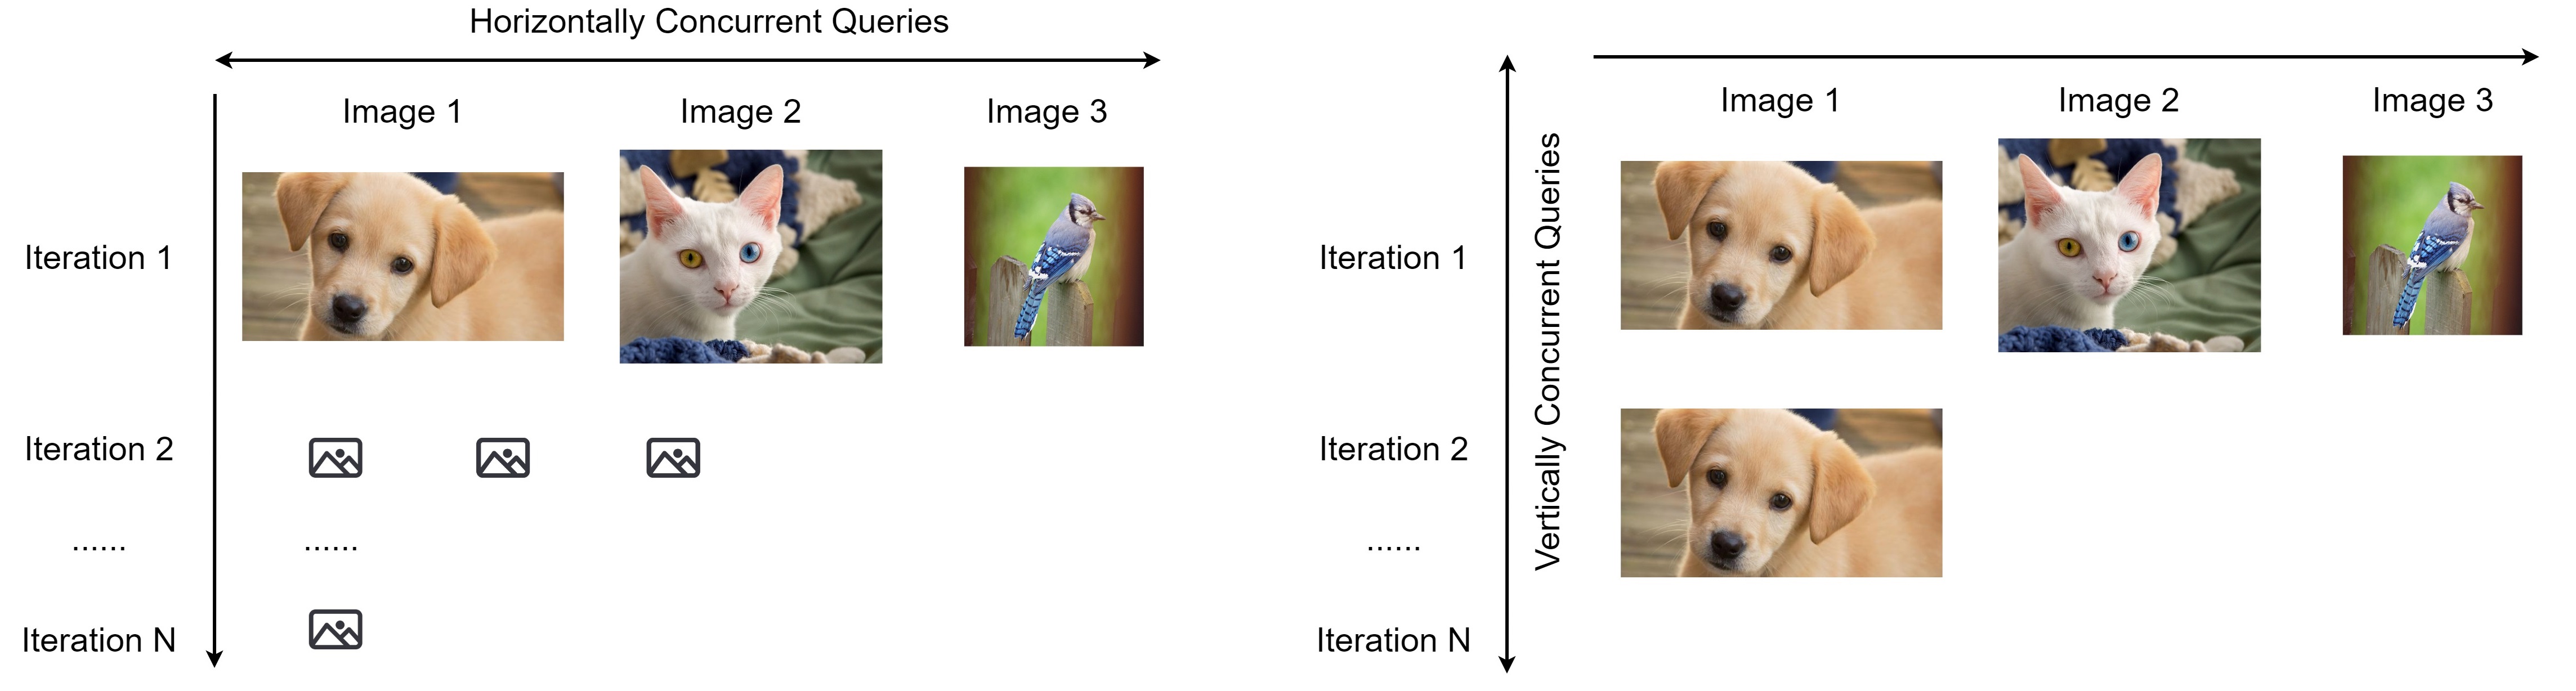 Horizontally Concurrent Queries
Image 1 Image 2 Image 3
Iteration 1
Iteration 2
......
......
Iteration N
Vertically Concurrent Queries
Image 1 Image 2 Image 3
Iteration 1
Iteration 2
......
Iteration N